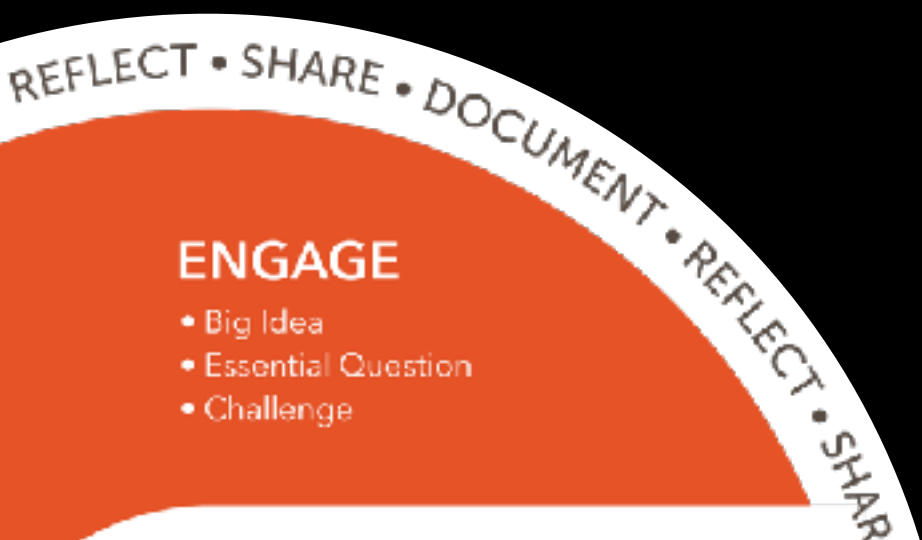 REFLECT • SHARE • DOCUMENT • REFLECT • SHAR
ENGAGE
• Big Idea
• Essential Question
• Challenge